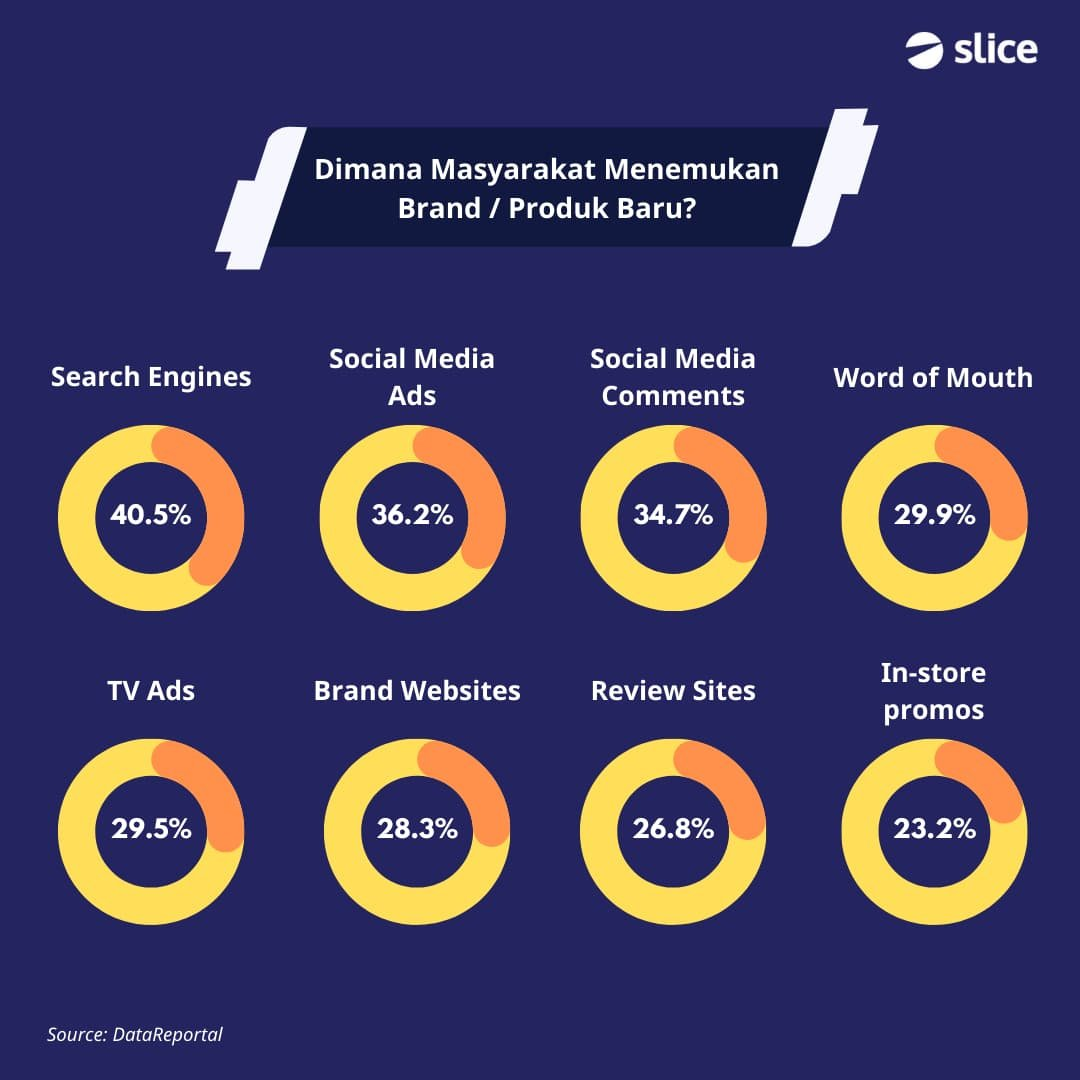 slice
Dimana Masyarakat Menemukan
Brand / Produk Baru?
Search Engines
40.5%
Social Media
Ads
36.2%
Social Media
Comments
34.7%
Word of Mouth
29.9%
TV Ads
29.5%
Brand Websites
28.3%
Review Sites
26.8%
In-store
promos
23.2%
Source: DataReportal